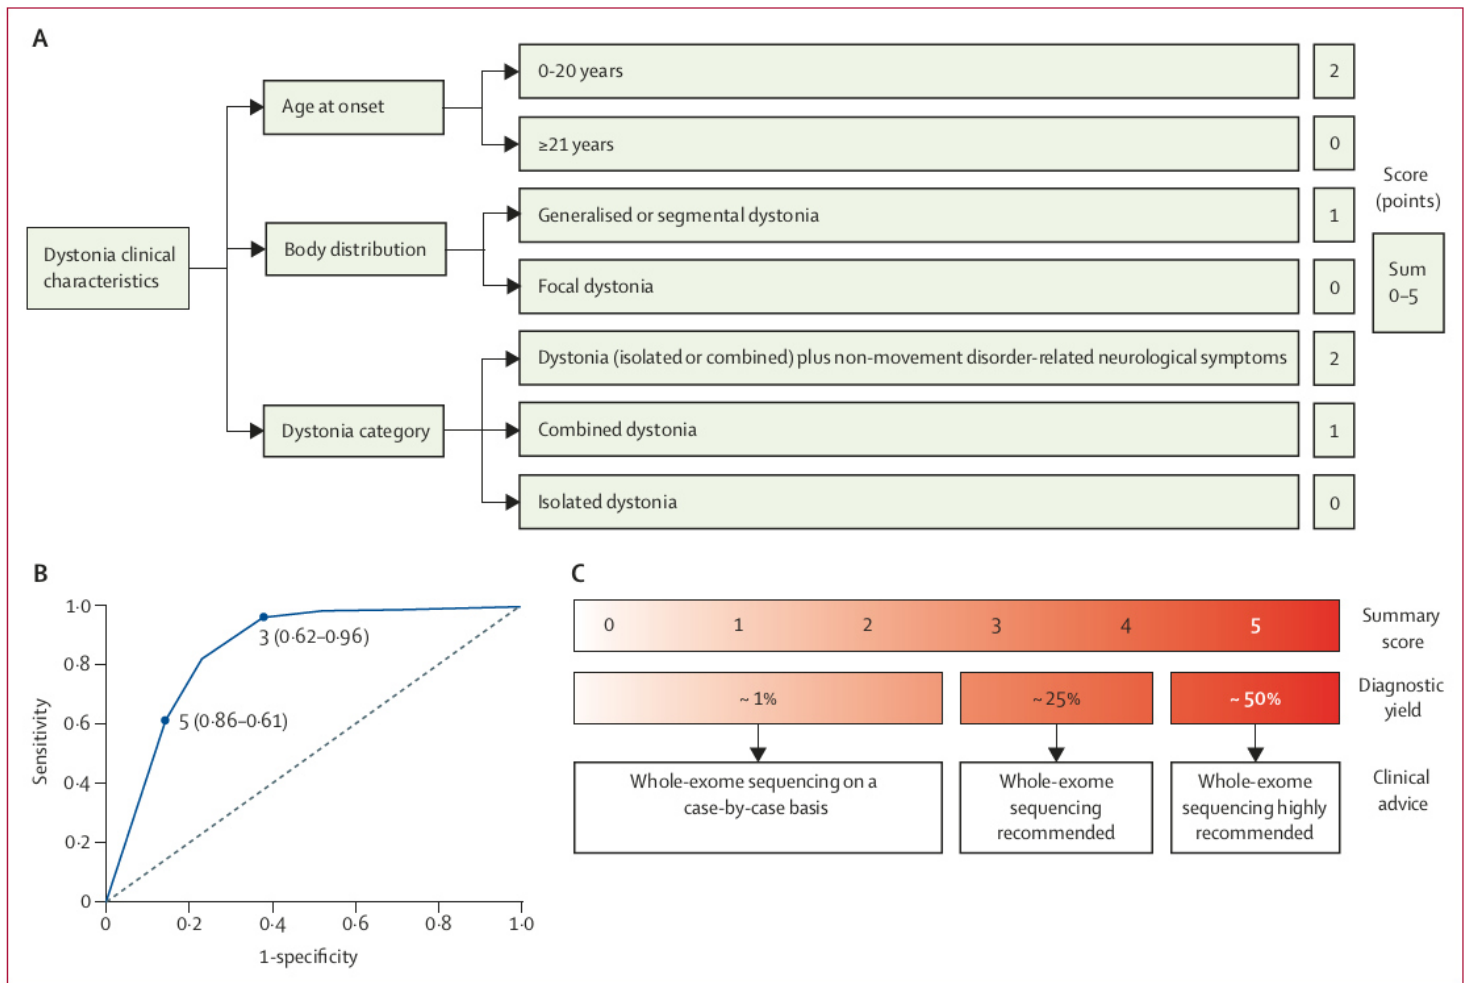 A
Dystonia clinical
characteristics
Age at onset
0-20 years
2
≥21 years
0
Body distribution
Generalised or segmental dystonia
1
Focal dystonia
0
Dystonia category
Dystonia (isolated or combined) plus non-movement disorder-related neurological symptoms
2
Combined dystonia
1
Isolated dystonia
0
Score
(points)
Sum
0–5
B
Sensitivity
1·0
0·8
0·6
0·4
0·2
0
3 (0·62–0·96)
5 (0·86–0·61)
0
0·2
0·4
0·6
0·8
1·0
1-specificity
C
0 1 2 3 4 5
Summary
score
~ 1% ~ 25% ~ 50%
Diagnostic
yield
Whole-exome sequencing on a
case-by-case basis
Whole-exome
sequencing
recommended
Whole-exome
sequencing highly
recommended
Clinical
advice